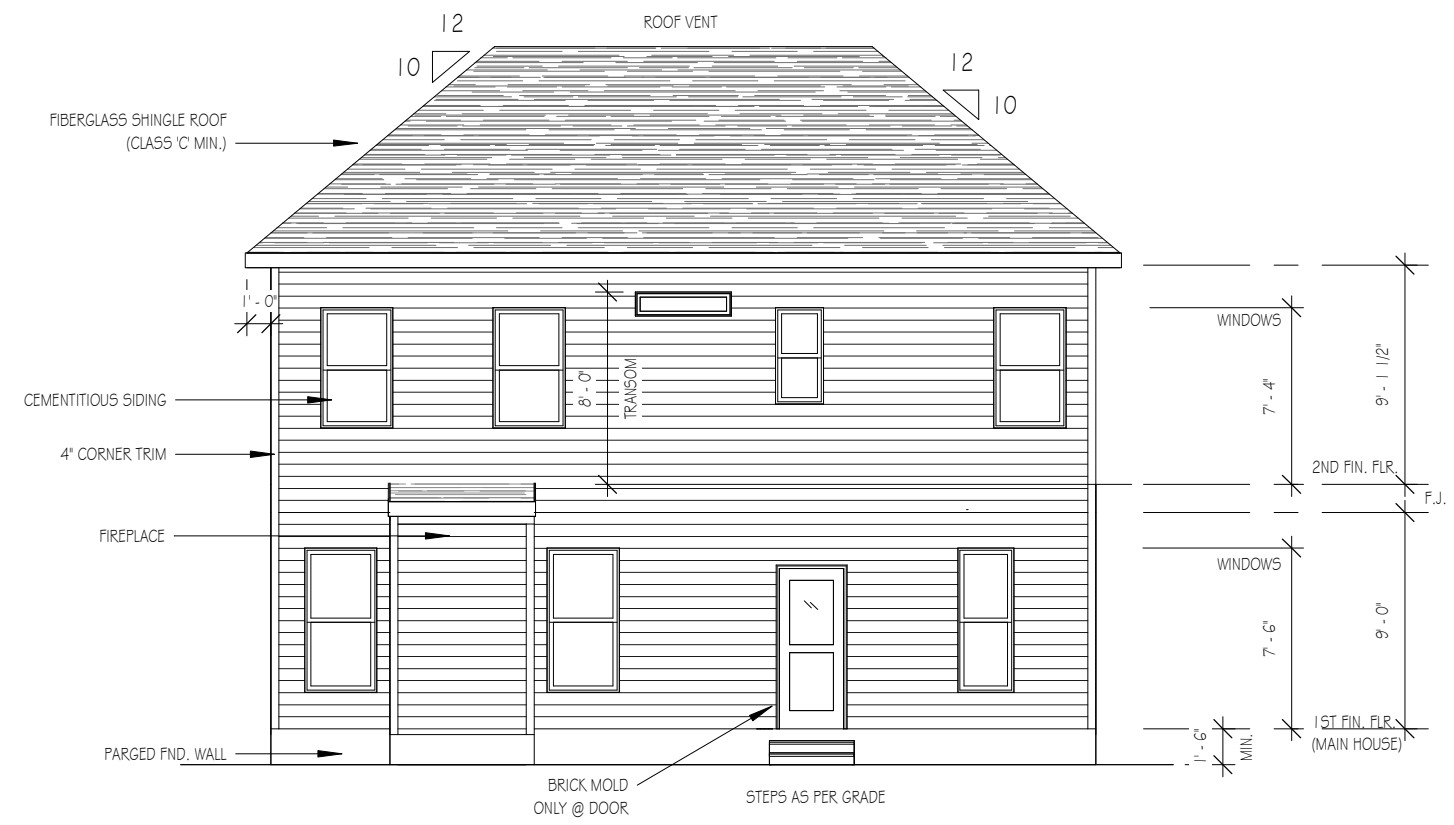 ROOF VENT
12
10
12
10
FIBERGLASS SHINGLE ROOF
(CLASS 'C' MIN.)
1' - 0"
WINDOWS
8' - 0"
TRANSOM
7' - 4"
9' - 1 1/2"
CEMENTITIOUS SIDING
4" CORNER TRIM
2ND FIN. FLR.
F.J.
FIREPLACE
WINDOWS
7' - 6"
9' - 0"
1ST FIN. FLR.
(MAIN HOUSE)
1' - 6"
MIN.
PARGED FND. WALL
BRICK MOLD
ONLY @ DOOR
STEPS AS PER GRADE